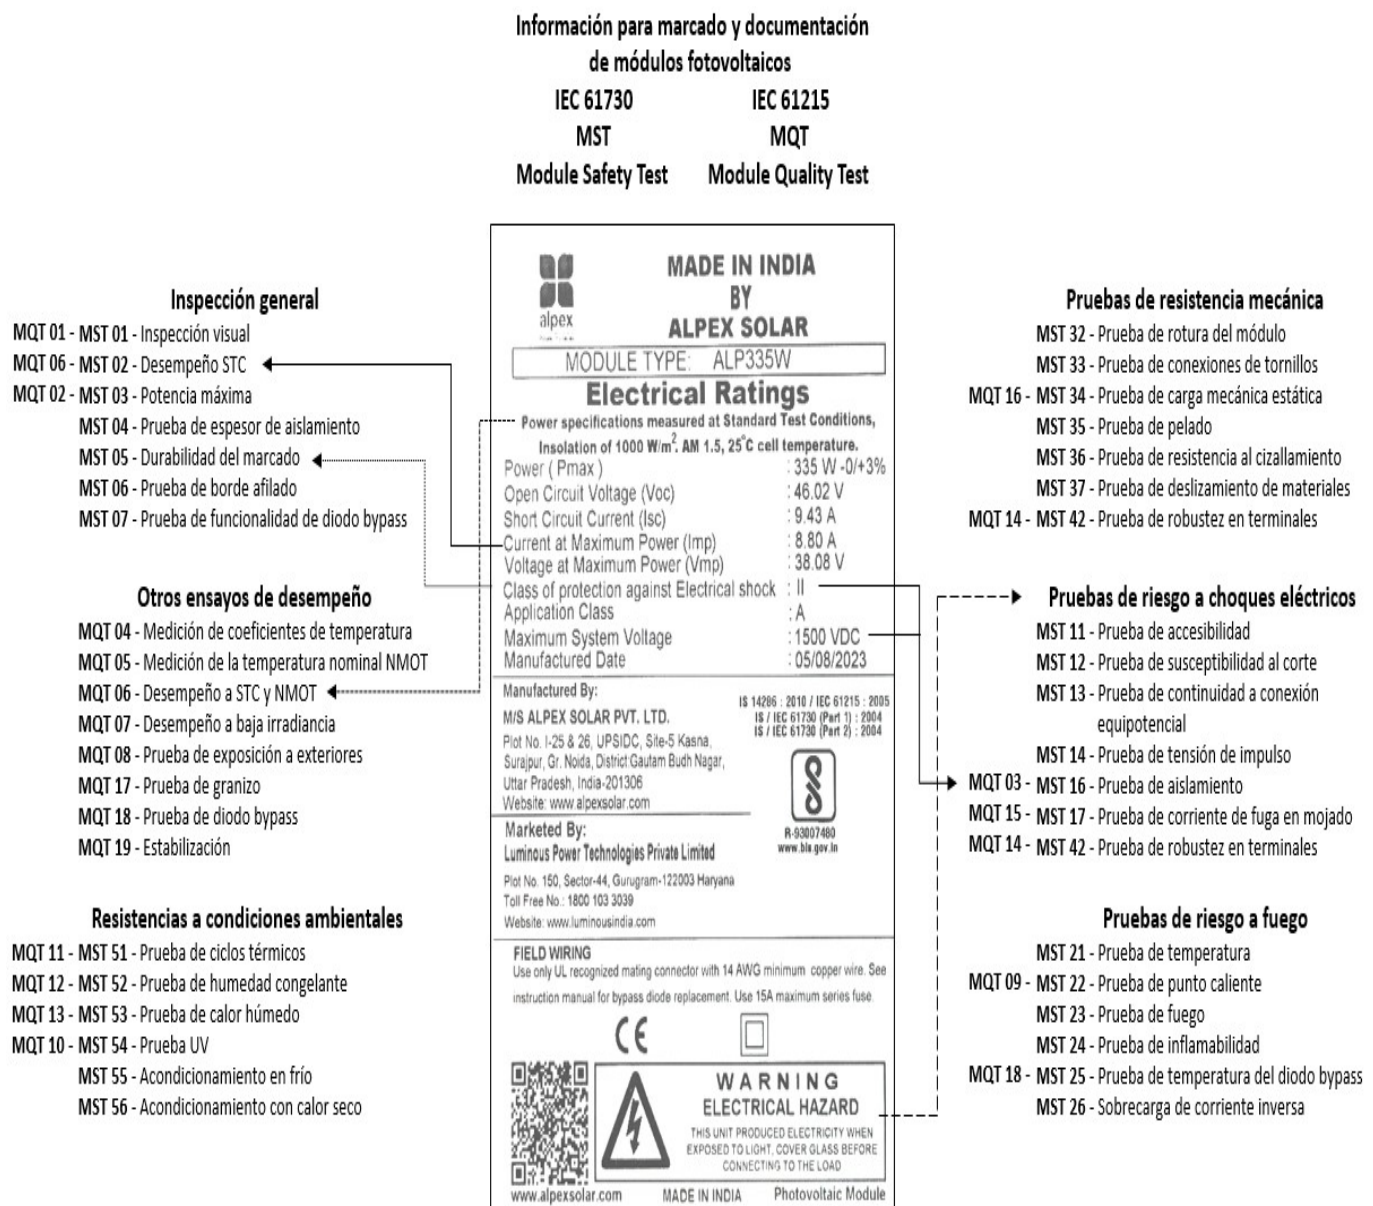 Información para marcado y documentación
de módulos fotovoltaicos
IEC 61730 IEC 61215
MST MQT
Module Safety Test Module Quality Test
Inspección general
MQT 01 - MST 01 - Inspección visual
MQT 06 - MST 02 - Desempeño STC
MQT 02 - MST 03 - Potencia máxima
MST 04 - Prueba de espesor de aislamiento
MST 05 - Durabilidad del marcado
MST 06 - Prueba de borde afilado
MST 07 - Prueba de funcionalidad de diodo bypass
Otros ensayos de desempeño
MQT 04 - Medición de coeficientes de temperatura
MQT 05 - Medición de la temperatura nominal NMOT
MQT 06 - Desempeño a STC y NMOT
MQT 07 - Desempeño a baja irradiancia
MQT 08 - Prueba de exposición a exteriores
MQT 17 - Prueba de granizo
MQT 18 - Prueba de diodo bypass
MQT 19 - Estabilización
Resistencias a condiciones ambientales
MQT 11 - MST 51 - Prueba de ciclos térmicos
MQT 12 - MST 52 - Prueba de humedad congelante
MQT 13 - MST 53 - Prueba de calor húmedo
MQT 10 - MST 54 - Prueba UV
MST 55 - Acondicionamiento en frío
MST 56 - Acondicionamiento con calor seco
alpex
MADE IN INDIA
BY
ALPEX SOLAR
MODULE TYPE: ALP335W
Electrical Ratings
Power specifications measured at Standard Test Conditions,
Insolation of 1000 W/m². AM 1.5, 25°C cell temperature.
Power ( Pmax ) : 335 W -0/+3%
Open Circuit Voltage (Voc) : 46.02 V
Short Circuit Current (Isc) : 9.43 A
Current at Maximum Power (Imp) : 8.80 A
Voltage at Maximum Power (Vmp) : 38.08 V
Class of protection against Electrical shock : II
Application Class : A
Maximum System Voltage : 1500 VDC
Manufactured Date : 05/08/2023
Manufactured By:
M/S ALPEX SOLAR PVT. LTD.
Plot No. I-25 & 26, UPSIDC, Site-5 Kasna,
Surajpur, Gr. Noida, District:Gautam Budh Nagar,
Uttar Pradesh, India-201306
Website: www.alpexsolar.com
IS 14286 : 2010 / IEC 61215 : 2005
IS / IEC 61730 (Part 1) : 2004
IS / IEC 61730 (Part 2) : 2004
R-93007480
www.bis.gov.in
Marketed By:
Luminous Power Technologies Private Limited
Plot No. 150, Sector-44, Gurugram-122003 Haryana
Toll Free No.: 1800 103 3039
Website: www.luminousindia.com
FIELD WIRING
Use only UL recognized mating connector with 14 AWG minimum copper wire. See
instruction manual for bypass diode replacement. Use 15A maximum series fuse.
CE
WARNING
ELECTRICAL HAZARD
THIS UNIT PRODUCED ELECTRICITY WHEN
EXPOSED TO LIGHT, COVER GLASS BEFORE
CONNECTING TO THE LOAD
www.alpexsolar.com MADE IN INDIA Photovoltaic Module
Pruebas de resistencia mecánica
MST 32 - Prueba de rotura del módulo
MST 33 - Prueba de conexiones de tornillos
MQT 16 - MST 34 - Prueba de carga mecánica estática
MST 35 - Prueba de pelado
MST 36 - Prueba de resistencia al cizallamiento
MST 37 - Prueba de deslizamiento de materiales
MQT 14 - MST 42 - Prueba de robustez en terminales
Pruebas de riesgo a choques eléctricos
MST 11 - Prueba de accesibilidad
MST 12 - Prueba de susceptibilidad al corte
MST 13 - Prueba de continuidad a conexión
equipotencial
MST 14 - Prueba de tensión de impulso
MQT 03 - MST 16 - Prueba de aislamiento
MQT 15 - MST 17 - Prueba de corriente de fuga en mojado
MQT 14 - MST 42 - Prueba de robustez en terminales
Pruebas de riesgo a fuego
MST 21 - Prueba de temperatura
MQT 09 - MST 22 - Prueba de punto caliente
MST 23 - Prueba de fuego
MST 24 - Prueba de inflamabilidad
MQT 18 - MST 25 - Prueba de temperatura del diodo bypass
MST 26 - Sobrecarga de corriente inversa